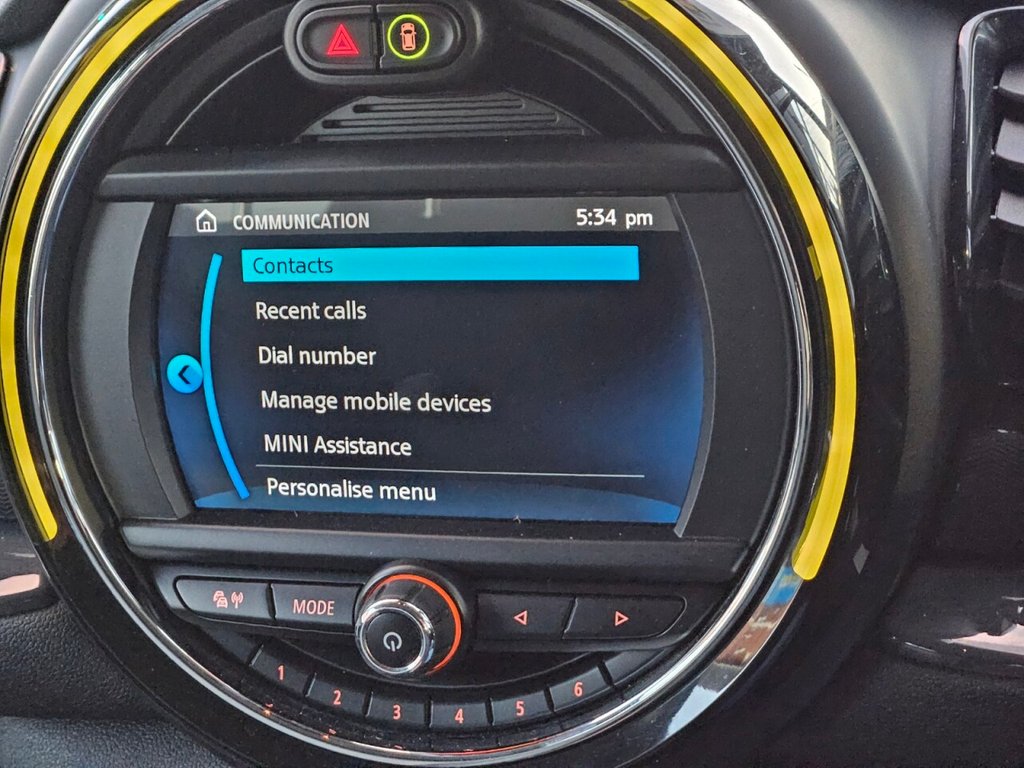 COMMUNICATION 5:34 pm
Contacts
Recent calls
Dial number
Manage mobile devices
MINI Assistance
Personalise menu
MODE
1 2 3 4 5 6